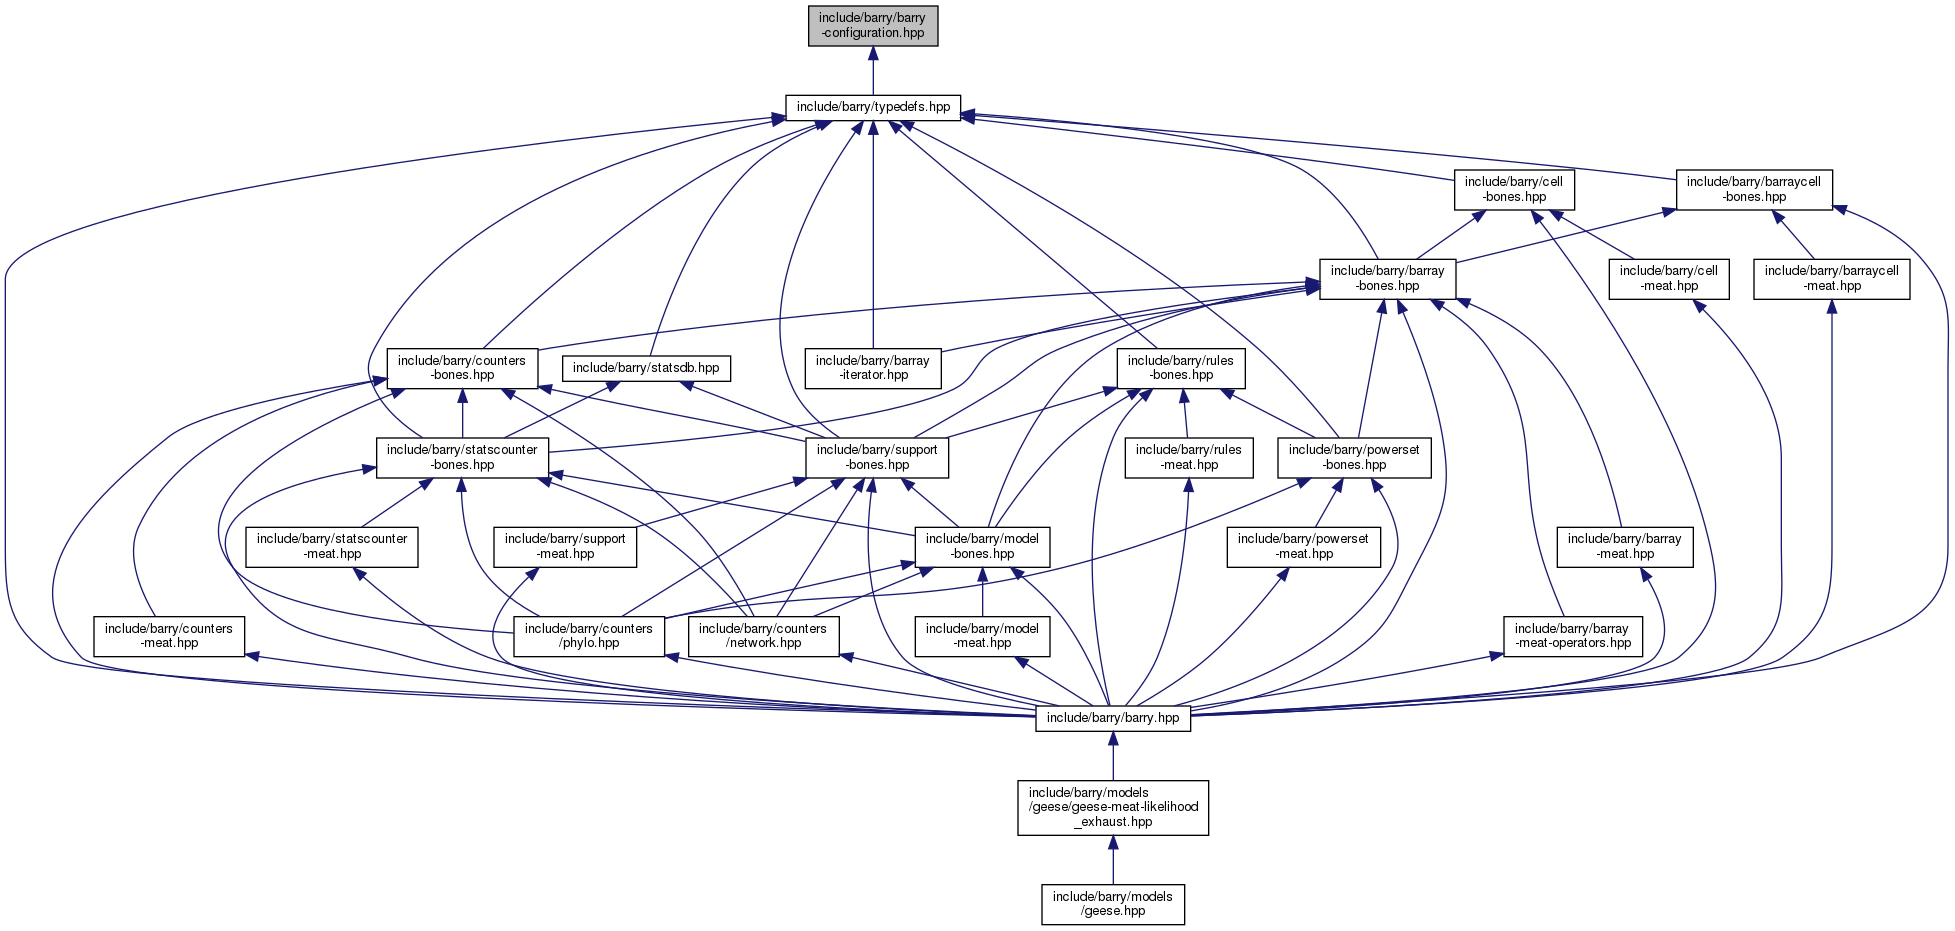 include/barry/barry
-configuration.hpp
include/barry/typedefs.hpp
include/barry/cell
-bones.hpp
include/barry/barraycell
-bones.hpp
include/barry/barray
-bones.hpp
include/barry/cell
-meat.hpp
include/barry/barraycell
-meat.hpp
include/barry/counters
-bones.hpp
include/barry/statsdb.hpp
include/barry/barray
-iterator.hpp
include/barry/rules
-bones.hpp
include/barry/statscounter
-bones.hpp
include/barry/support
-bones.hpp
include/barry/rules
-meat.hpp
include/barry/powerset
-bones.hpp
include/barry/statscounter
-meat.hpp
include/barry/support
-meat.hpp
include/barry/model
-bones.hpp
include/barry/powerset
-meat.hpp
include/barry/barray
-meat.hpp
include/barry/counters
-meat.hpp
include/barry/counters
/phylo.hpp
include/barry/counters
/network.hpp
include/barry/model
-meat.hpp
include/barry/barray
-meat-operators.hpp
include/barry/barry.hpp
include/barry/models
/geese/geese-meat-likelihood
_exhaust.hpp
include/barry/models
/geese.hpp